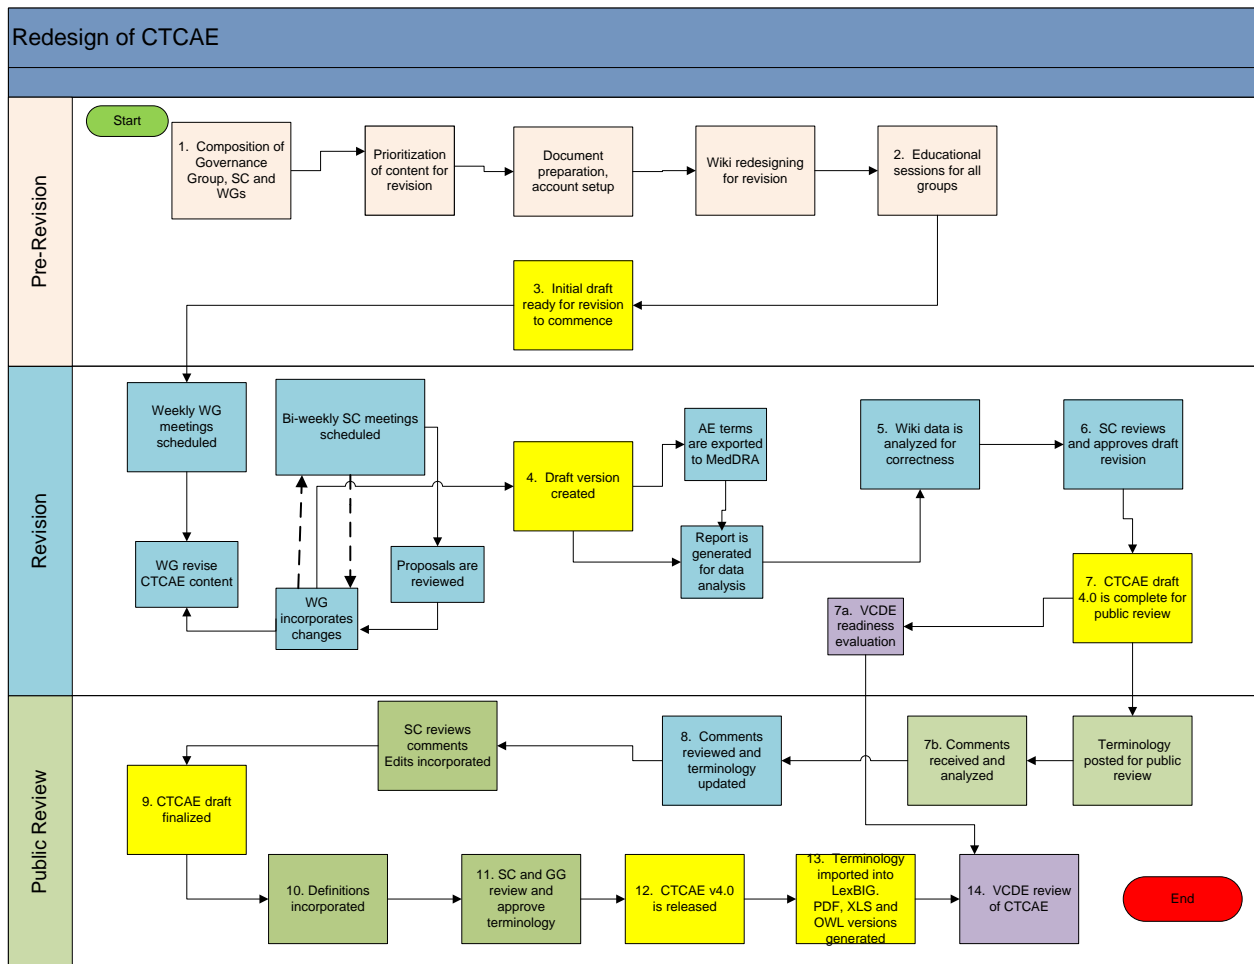 Redesign of CTCAE
Pre-Revision
Start
1. Composition of
Governance
Group, SC and
WGs
Prioritization
of content for
revision
Document
preparation,
account setup
Wiki redesigning
for revision
2. Educational
sessions for all
groups
3. Initial draft
ready for revision
to commence
Revision
Weekly WG
meetings
scheduled
Bi-weekly SC meetings
scheduled
WG revise
CTCAE content
WG
incorporates
changes
Proposals are
reviewed
4. Draft version
created
AE terms
are exported
to MedDRA
Report is
generated
for data
analysis
5. Wiki data is
analyzed for
correctness
6. SC reviews
and approves draft
revision
7. CTCAE draft
4.0 is complete for
public review
7a. VCDE
readiness
evaluation
Public Review
Terminology
posted for public
review
7b. Comments
received and
analyzed
8. Comments
reviewed and
terminology
updated
SC reviews
comments
Edits incorporated
9. CTCAE draft
finalized
10. Definitions
incorporated
11. SC and GG
review and
approve
terminology
12. CTCAE v4.0
is released
13. Terminology
imported into
LexBIG.
PDF, XLS and
OWL versions
generated
14. VCDE review
of CTCAE
End